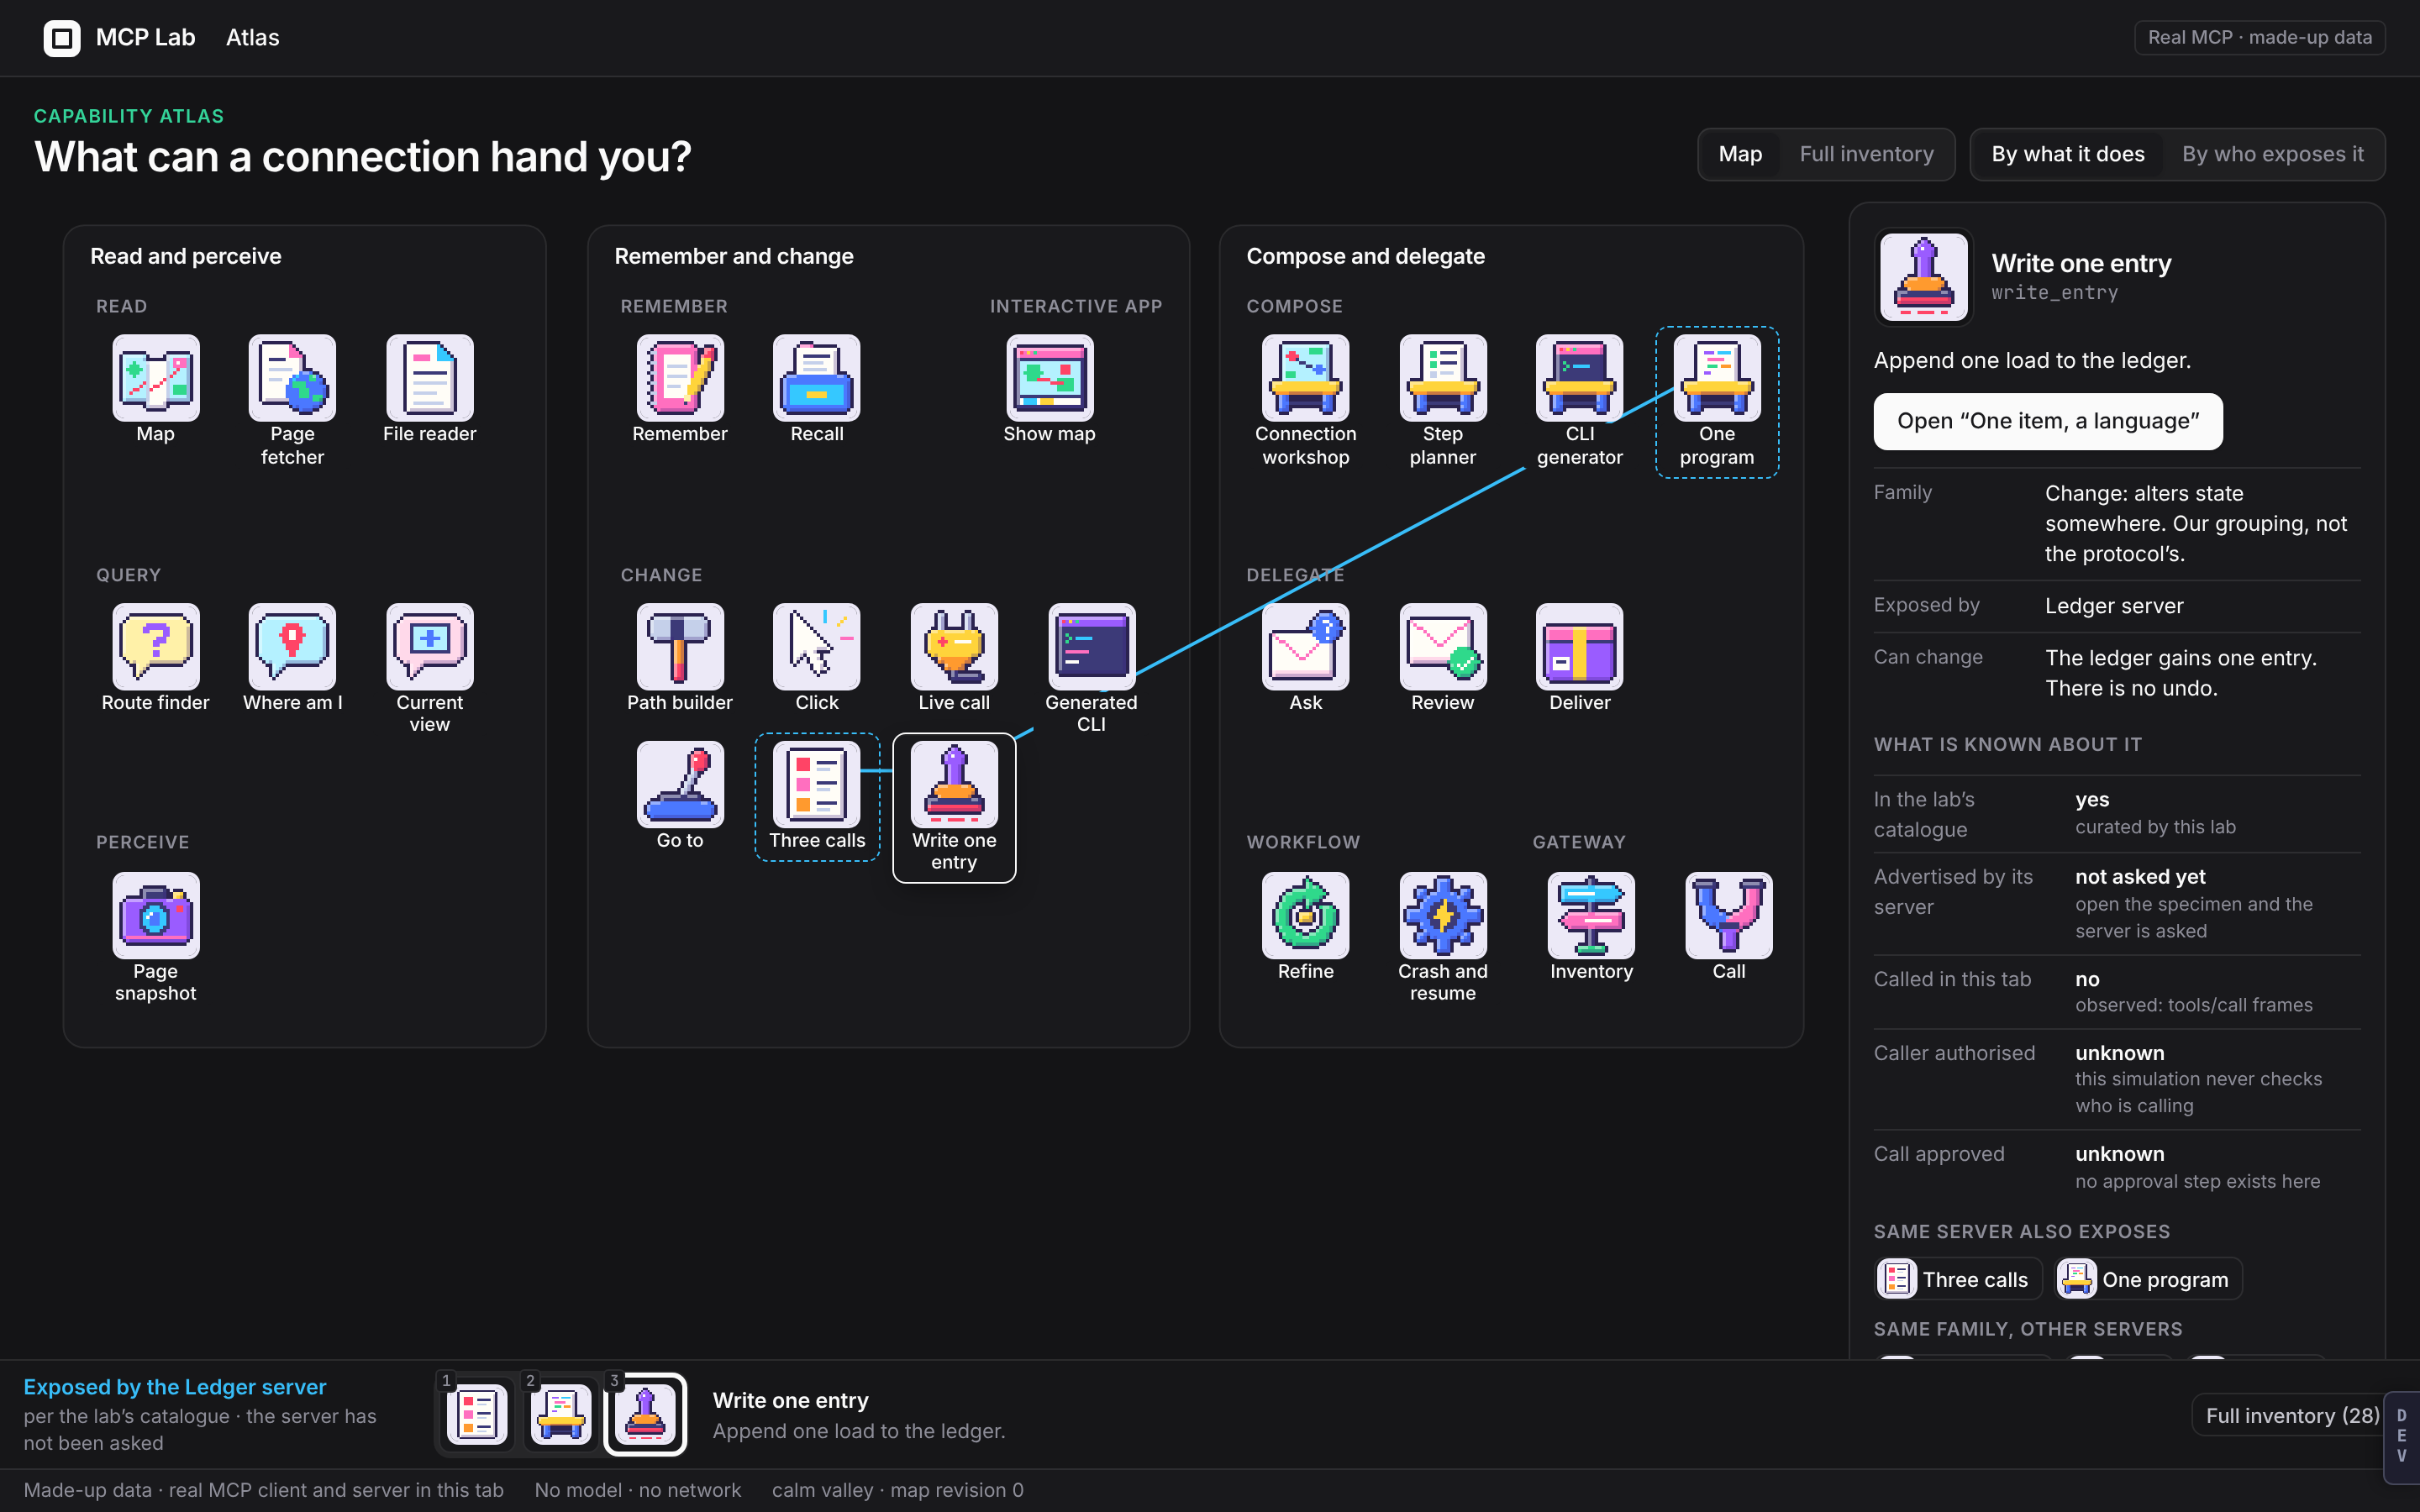 MCP Lab
Atlas
Real MCP · made-up data
CAPABILITY ATLAS
What can a connection hand you?
Map
Full inventory
By what it does
By who exposes it
Read and perceive
READ
Map
Page
fetcher
File reader
QUERY
Route finder
Where am I
Current
view
PERCEIVE
Page
snapshot
Remember and change
REMEMBER
INTERACTIVE APP
Remember
Recall
Show map
CHANGE
Path builder
Click
Live call
Generated
CLI
Go to
Three calls
Write one
entry
Compose and delegate
COMPOSE
Connection
workshop
Step
planner
CLI
generator
One
program
DELEGATE
Ask
Review
Deliver
WORKFLOW
GATEWAY
Refine
Crash and
resume
Inventory
Call
Write one entry
write_entry
Append one load to the ledger.
Open “One item, a language”
Family
Change: alters state
somewhere. Our grouping, not
the protocol’s.
Exposed by
Ledger server
Can change
The ledger gains one entry.
There is no undo.
WHAT IS KNOWN ABOUT IT
In the lab’s
catalogue
yes
curated by this lab
Advertised by its
server
not asked yet
open the specimen and the
server is asked
Called in this tab
no
observed: tools/call frames
Caller authorised
unknown
this simulation never checks
who is calling
Call approved
unknown
no approval step exists here
SAME SERVER ALSO EXPOSES
Three calls
One program
SAME FAMILY, OTHER SERVERS
Exposed by the Ledger server
per the lab’s catalogue · the server has
not been asked
1
2
3
Write one entry
Append one load to the ledger.
Full inventory (28)
DEV
Made-up data · real MCP client and server in this tab
No model · no network
calm valley · map revision 0